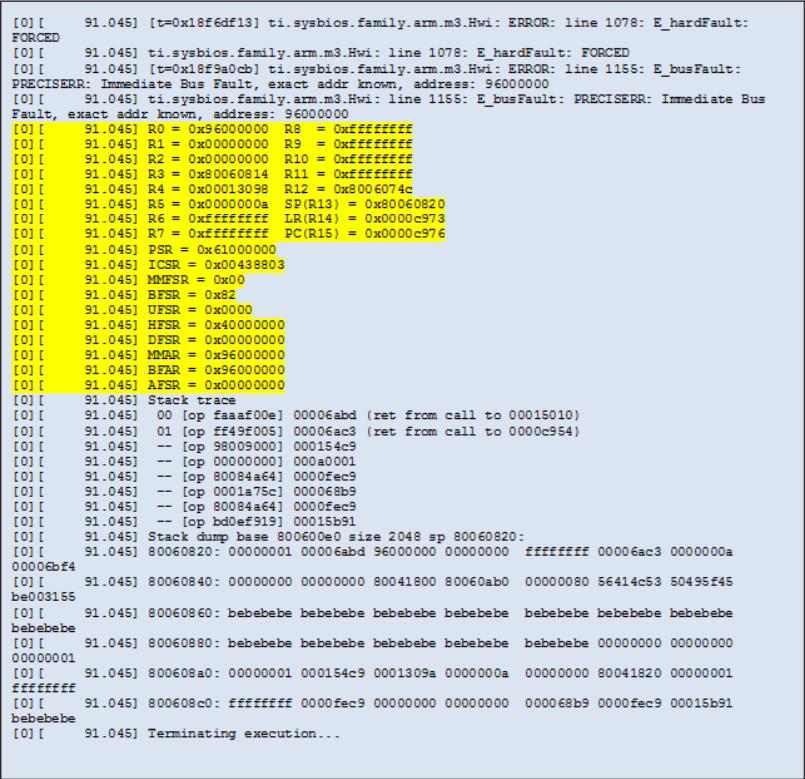 [0][      91.045] [t=0x18f6df13] ti.sysbios.family.arm.m3.Hwi: ERROR: line 1078: E_hardFault:
FORCED
[0][      91.045] ti.sysbios.family.arm.m3.Hwi: line 1078: E_hardFault: FORCED
[0][      91.045] [t=0x18f9a0cb] ti.sysbios.family.arm.m3.Hwi: ERROR: line 1155: E_busFault:
PRECISERR: Immediate Bus Fault, exact addr known, address: 96000000
[0][      91.045] ti.sysbios.family.arm.m3.Hwi: line 1155: E_busFault: PRECISERR: Immediate Bus
Fault, exact addr known, address: 96000000
[0][      91.045] R0 = 0x96000000  R8  = 0xffffffff
[0][      91.045] R1 = 0x00000000  R9  = 0xffffffff
[0][      91.045] R2 = 0x00000000  R10 = 0xffffffff
[0][      91.045] R3 = 0x80060814  R11 = 0xffffffff
[0][      91.045] R4 = 0x00013098  R12 = 0x8006074c
[0][      91.045] R5 = 0x0000000a  SP(R13) = 0x80060820
[0][      91.045] R6 = 0xffffffff  LR(R14) = 0x0000c973
[0][      91.045] R7 = 0xffffffff  PC(R15) = 0x0000c976
[0][      91.045] PSR = 0x61000000
[0][      91.045] ICSR = 0x00438803
[0][      91.045] MMFSR = 0x00
[0][      91.045] BFSR = 0x82
[0][      91.045] UFSR = 0x0000
[0][      91.045] HFSR = 0x40000000
[0][      91.045] DFSR = 0x00000000
[0][      91.045] MMAR = 0x96000000
[0][      91.045] BFAR = 0x96000000
[0][      91.045] AFSR = 0x00000000
[0][      91.045] Stack trace
[0][      91.045]  00 [op faaaf00e] 00006abd (ret from call to 00015010)
[0][      91.045]  01 [op ff49f005] 00006ac3 (ret from call to 0000c954)
[0][      91.045]  -- [op 98009000] 000154c9
[0][      91.045]  -- [op 00000000] 000a0001
[0][      91.045]  -- [op 80084a64] 0000fec9
[0][      91.045]  -- [op 0001a75c] 000068b9
[0][      91.045]  -- [op 80084a64] 0000fec9
[0][      91.045]  -- [op bd0ef919] 00015b91
[0][      91.045] Stack dump base 800600e0 size 2048 sp 80060820:
[0][      91.045] 80060820: 00000001 00006abd 96000000 00000000  ffffffff 00006ac3 0000000a
00006bf4
[0][      91.045] 80060840: 00000000 00000000 80041800 80060ab0  00000080 56414c53 50495f45
be003155
[0][      91.045] 80060860: bebebebe bebebebe bebebebe bebebebe  bebebebe bebebebe bebebebe
bebebebe
[0][      91.045] 80060880: bebebebe bebebebe bebebebe bebebebe  bebebebe 00000000 00000000
00000001
[0][      91.045] 800608a0: 00000001 000154c9 0001309a 0000000a  00000000 80041820 00000001
ffffffff
[0][      91.045] 800608c0: ffffffff 0000fec9 00000000 00000000  000068b9 0000fec9 00015b91
bebebebe
[0][      91.045] Terminating execution...